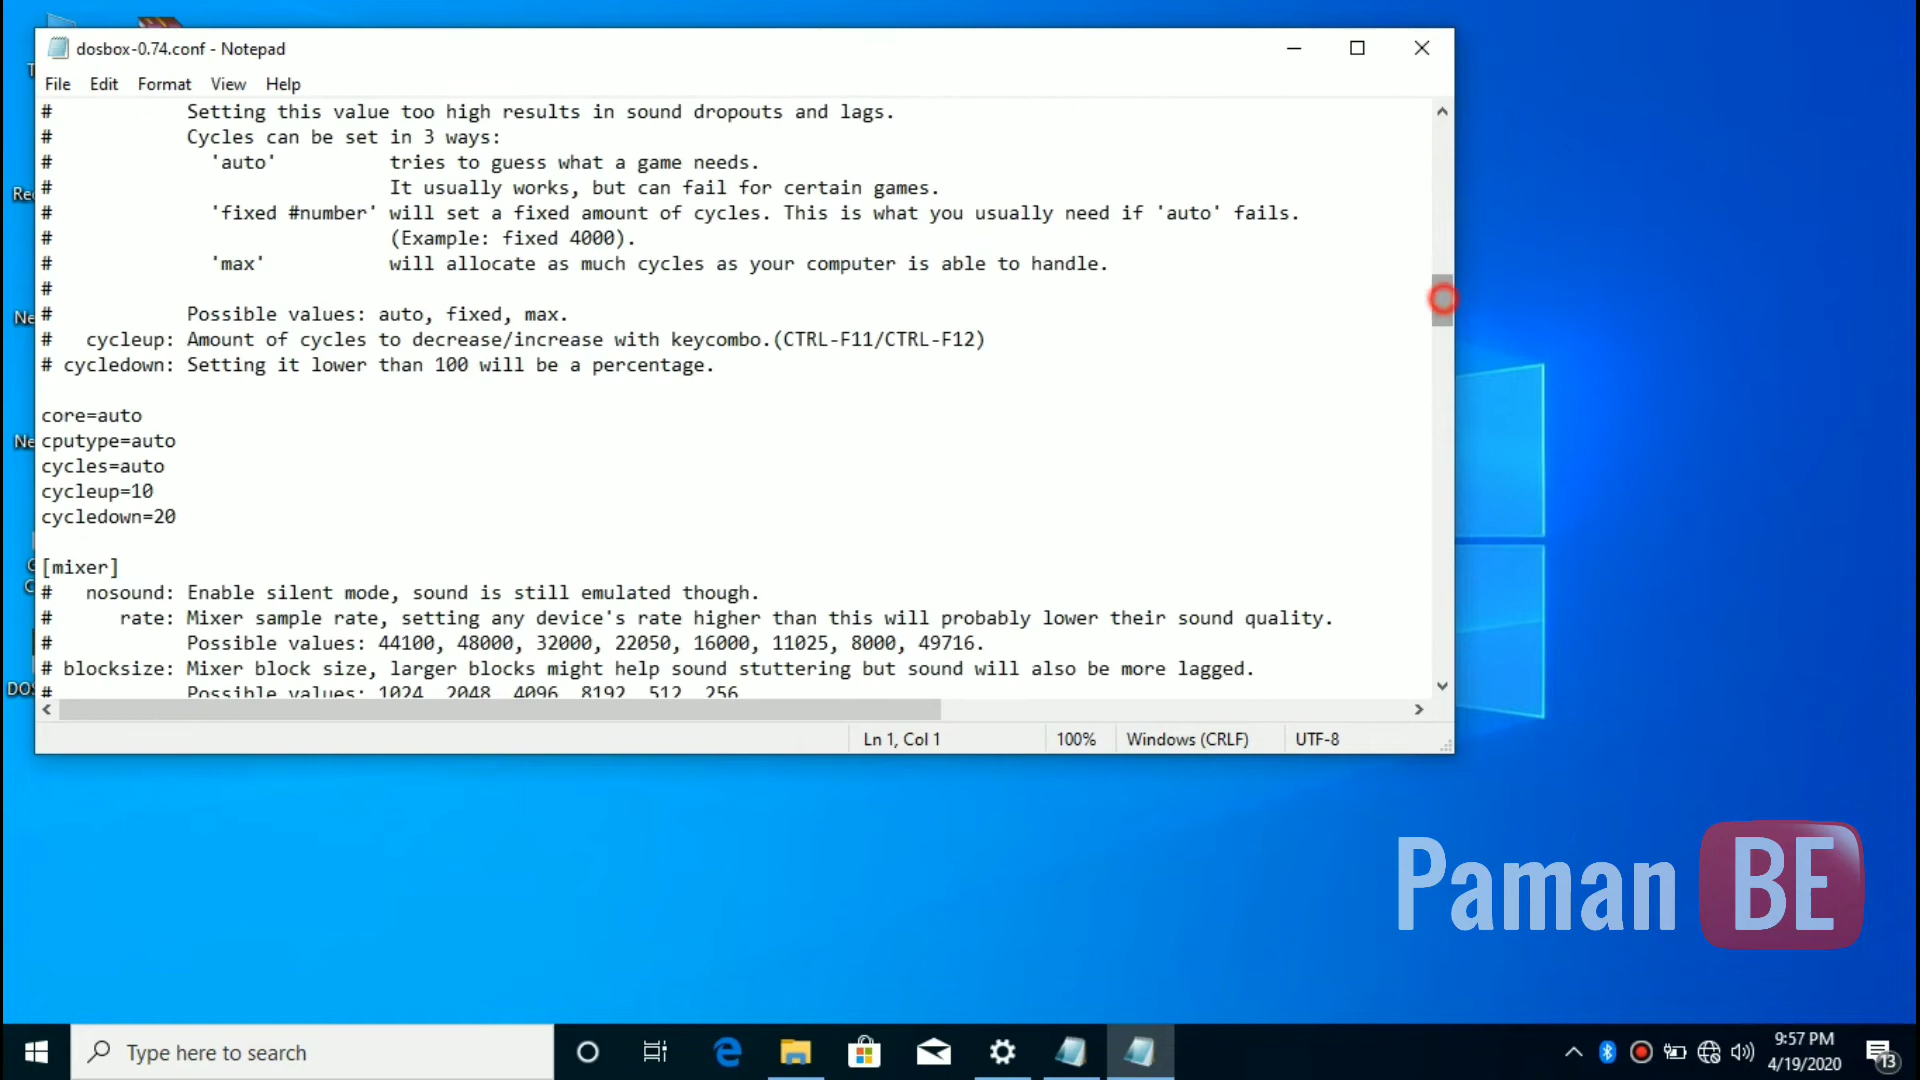 dosbox-0.74.conf - Notepad
File Edit Format View Help
# Setting this value too high results in sound dropouts and lags.
# Cycles can be set in 3 ways:
# 'auto' tries to guess what a game needs.
# It usually works, but can fail for certain games.
# 'fixed #number' will set a fixed amount of cycles. This is what you usually need if 'auto' fails.
# (Example: fixed 4000).
# 'max' will allocate as much cycles as your computer is able to handle.
#
# Possible values: auto, fixed, max.
# cycleup: Amount of cycles to decrease/increase with keycombo.(CTRL-F11/CTRL-F12)
# cycledown: Setting it lower than 100 will be a percentage.
core=auto
cputype=auto
cycles=auto
cycleup=10
cycledown=20
[mixer]
# nosound: Enable silent mode, sound is still emulated though.
# rate: Mixer sample rate, setting any device's rate higher than this will probably lower their sound quality.
# Possible values: 44100, 48000, 32000, 22050, 16000, 11025, 8000, 49716.
# blocksize: Mixer block size, larger blocks might help sound stuttering but sound will also be more lagged.
# Possible values: 1024, 2048, 4096, 8192, 512, 256
Ln 1, Col 1 100% Windows (CRLF) UTF-8
Paman BE
Type here to search
9:57 PM
4/19/2020
13